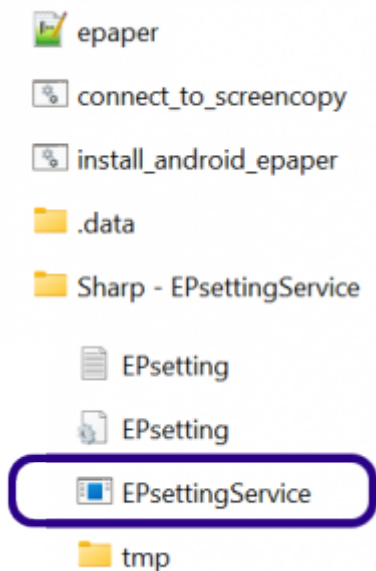 epaper
connect_to_screencopy
install_android_epaper
.data
Sharp - EPsettingService
EPsetting
EPsetting
EPsettingService
tmp